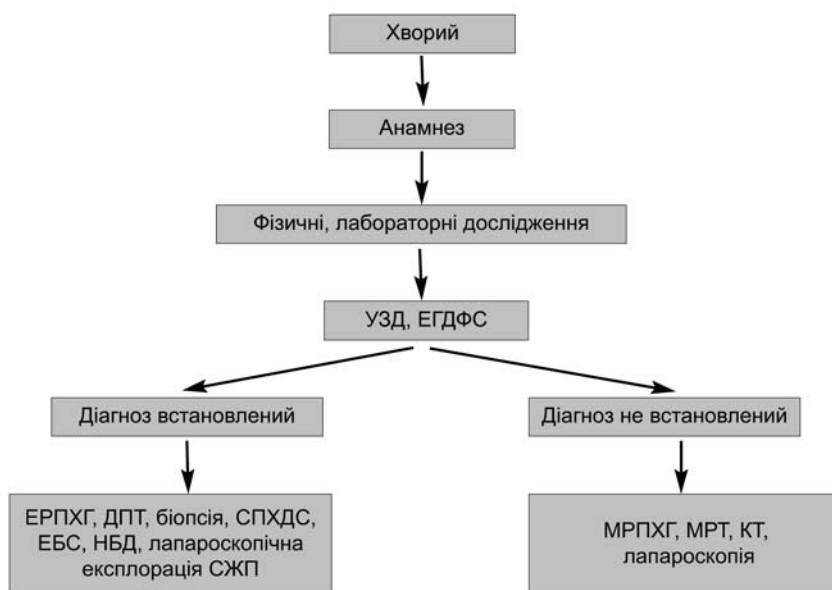 Хворий
Анамнез
Фізичні, лабораторні дослідження
УЗД, ЕГДФС
Діагноз встановлений
Діагноз не встановлений
ЕРПХГ, ДПТ, біопсія, СПХДС,
ЕБС, НБД, лапароскопічна
експлорація СЖП
МРПХГ, МРТ, КТ,
лапароскопія